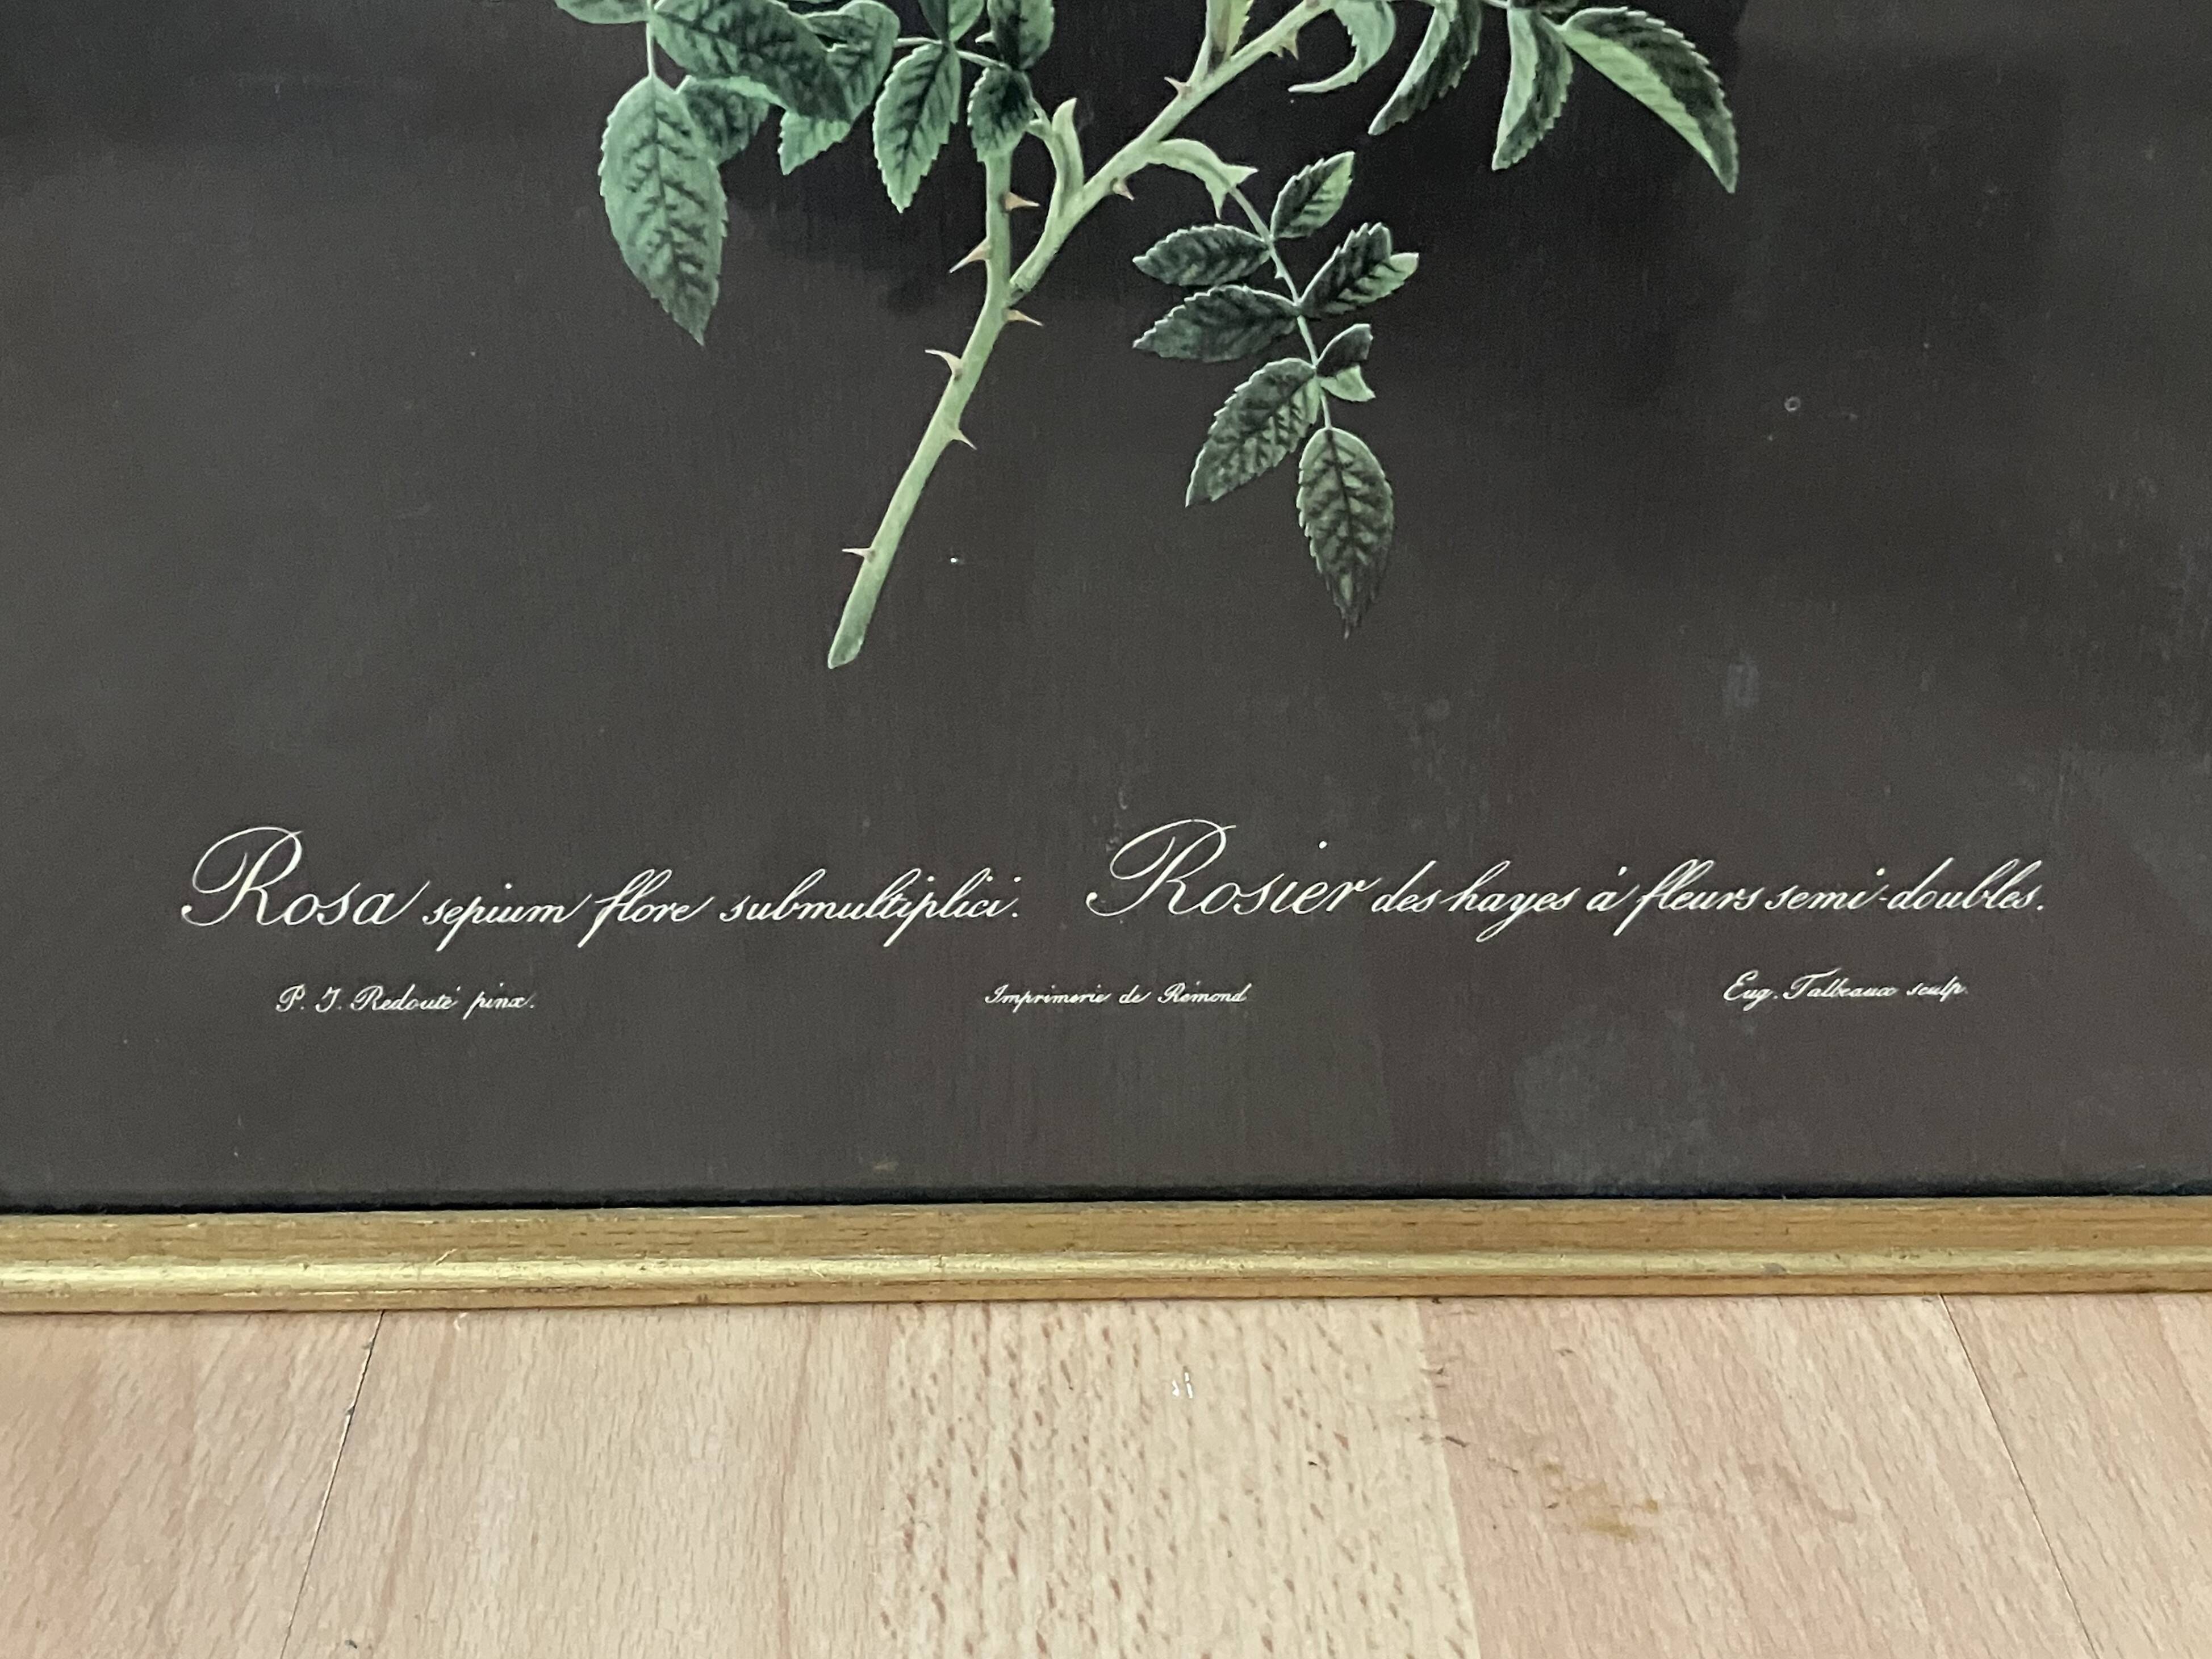 Rosa sepium flore submultiplici. Rosier des hayes à fleurs semi-doubles.
P. J. Redouté pinx. Imprimerie de Rémond Eug. Talbeaux sculp.